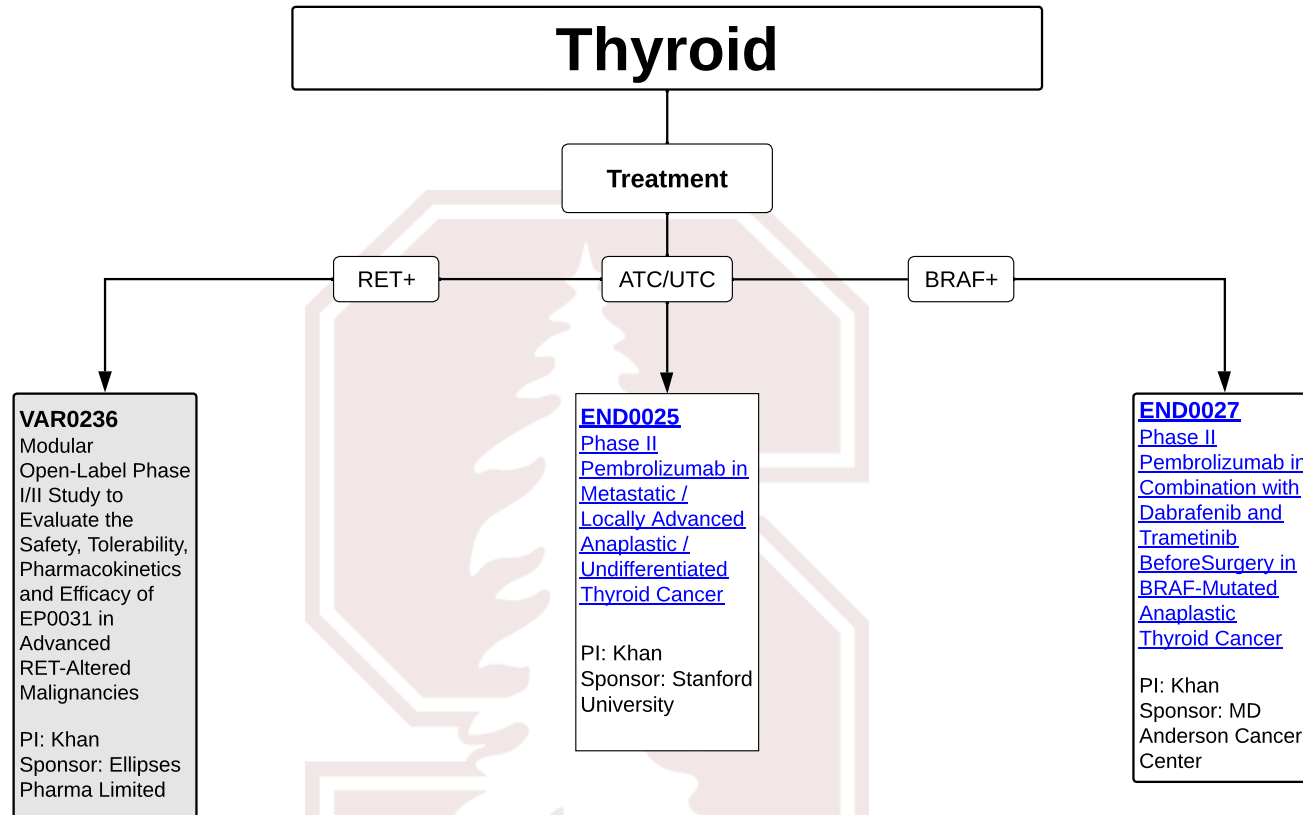 Thyroid
Treatment
RET+
ATC/UTC
BRAF+
VAR0236
Modular
Open-Label Phase
I/II Study to
Evaluate the
Safety, Tolerability,
Pharmacokinetics
and Efficacy of
EP0031 in
Advanced
RET-Altered
Malignancies
PI: Khan
Sponsor: Ellipses
Pharma Limited
END0025
Phase II
Pembrolizumab in
Metastatic /
Locally Advanced
Anaplastic /
Undifferentiated
Thyroid Cancer
PI: Khan
Sponsor: Stanford
University
END0027
Phase II
Pembrolizumab in
Combination with
Dabrafenib and
Trametinib
BeforeSurgery in
BRAF-Mutated
Anaplastic
Thyroid Cancer
PI: Khan
Sponsor: MD
Anderson Cancer
Center